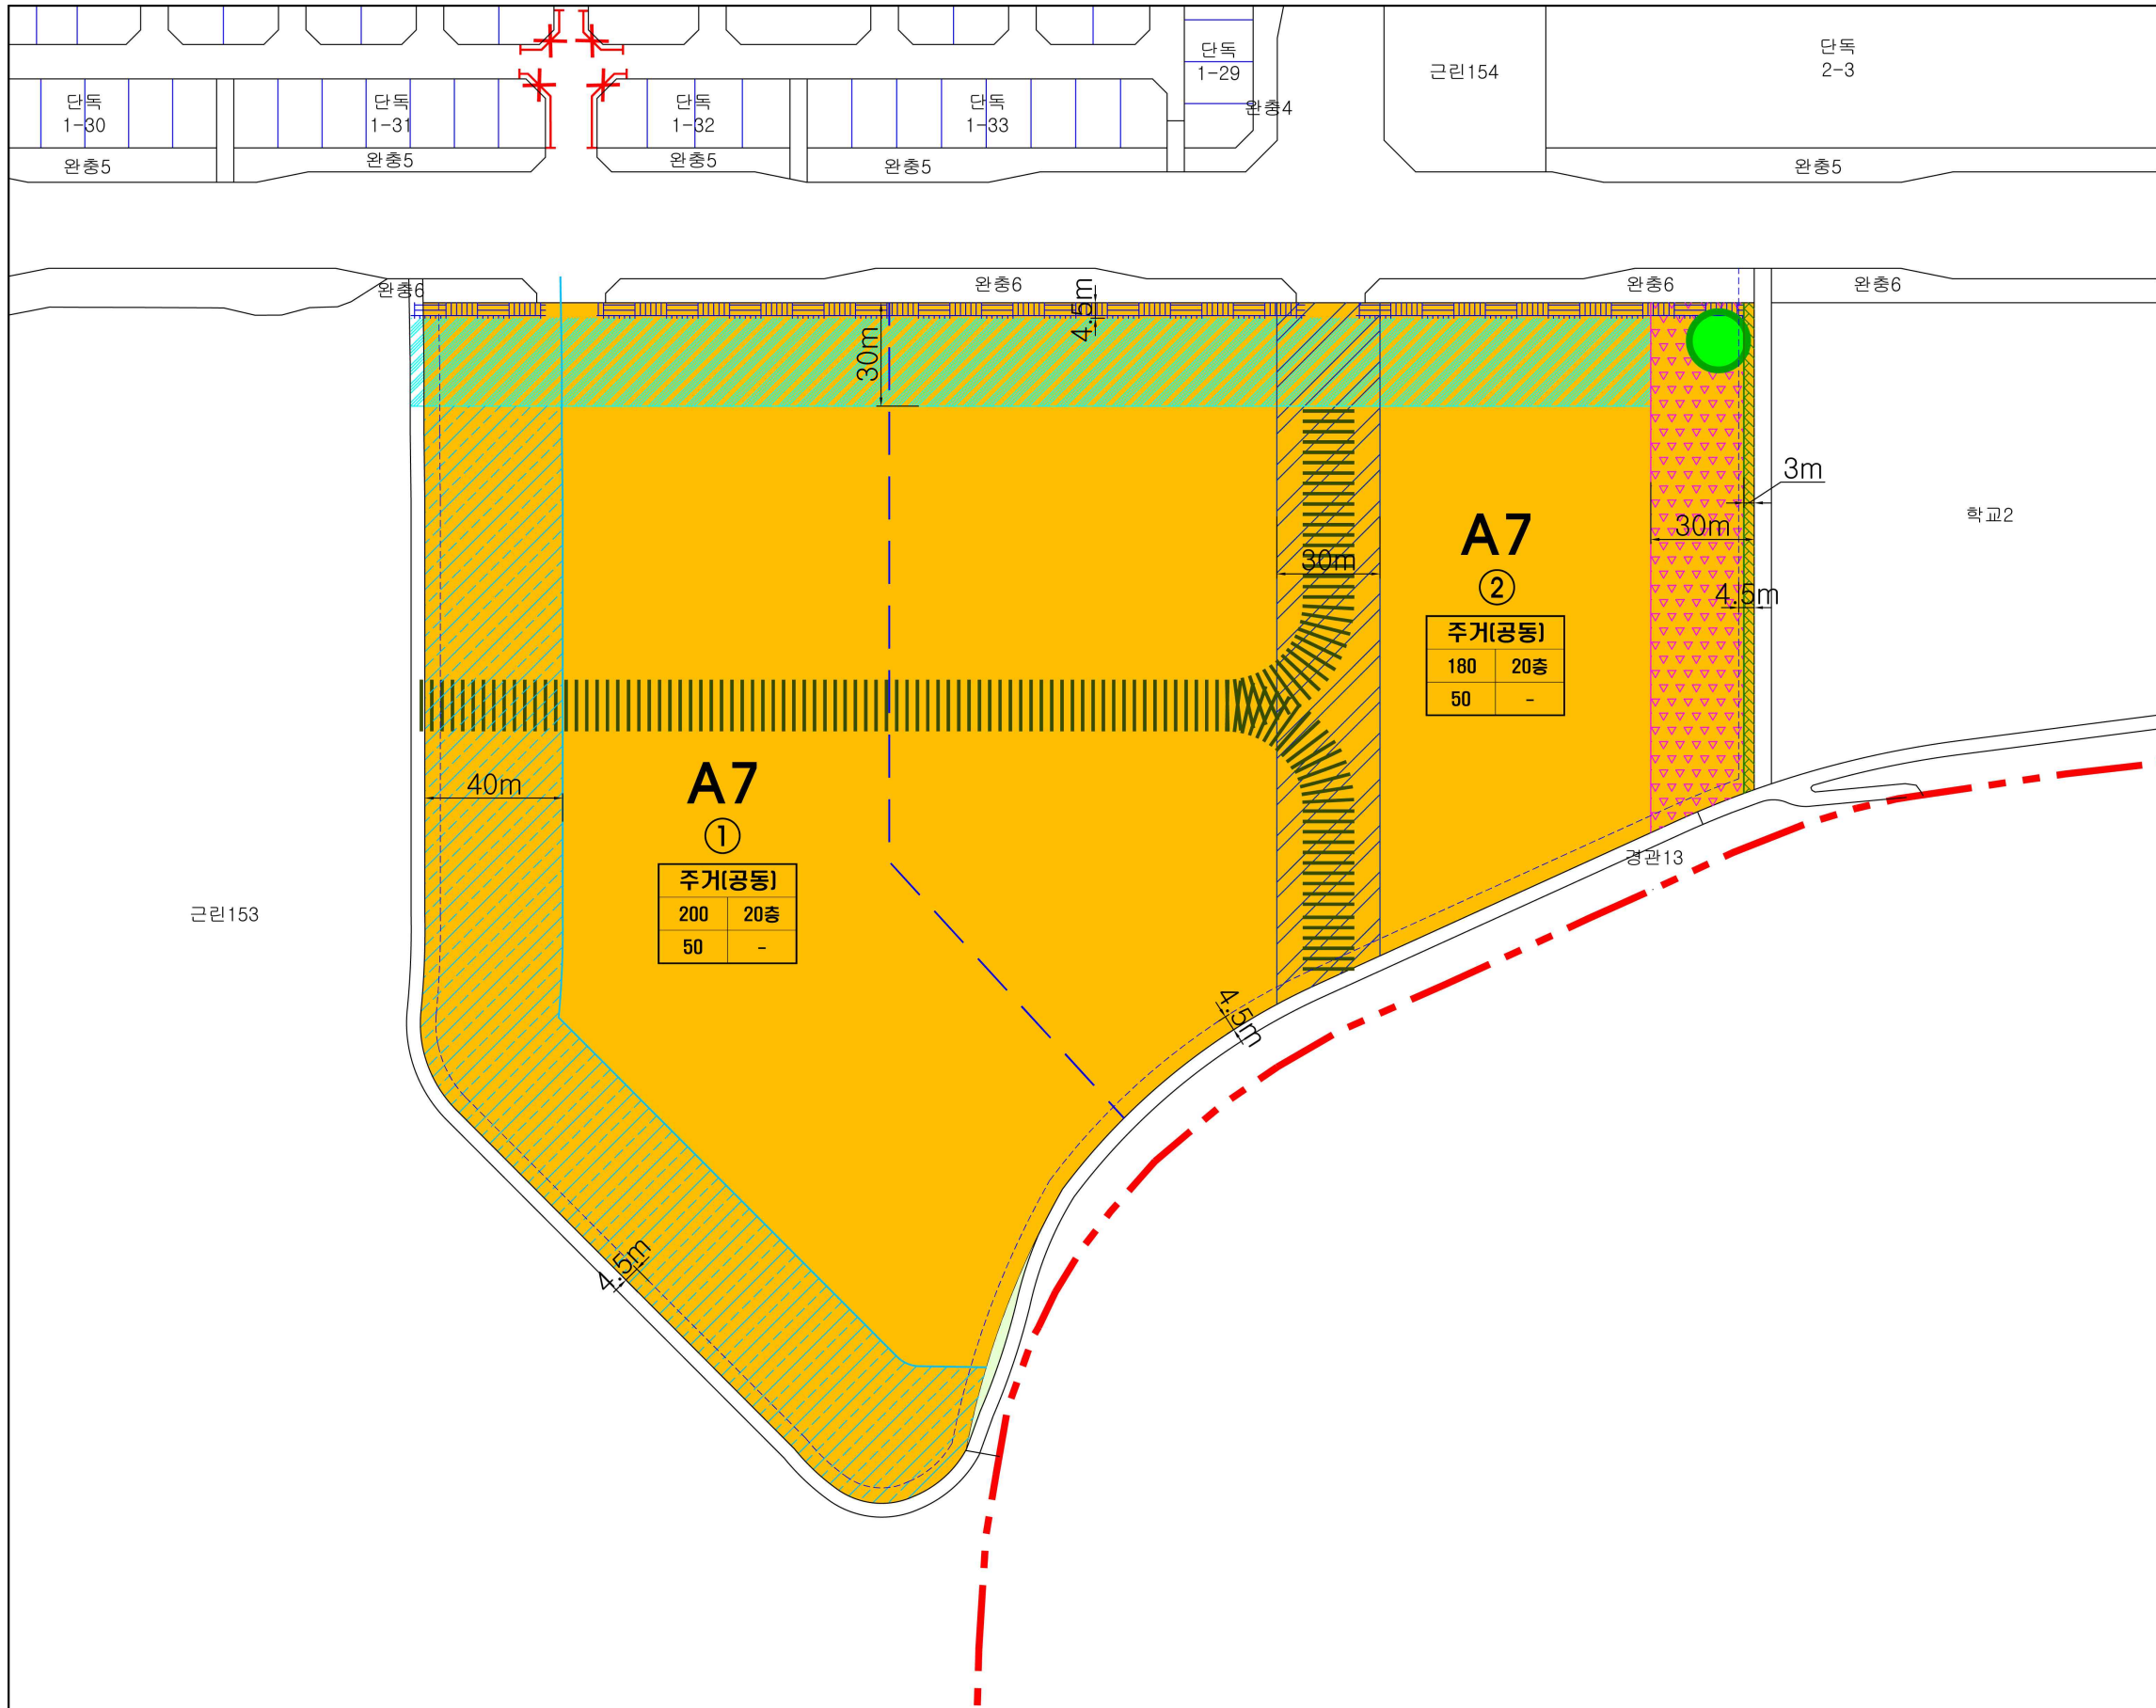 단독
1-29
근린154
단독
2-3
단독
1-30
단독
1-31
단독
1-32
단독
1-33
완충4
완충5
완충5
완충5
완충5
완충5
완충6
완충6
완충6
완충6
4.5m
30m
3m
학교2
30m
A7
②
30m
4.5m
주거(공동)
180 20층
50 -
A7
①
40m
주거(공동)
200 20층
50 -
경관13
근린153
4.5m
4.5m